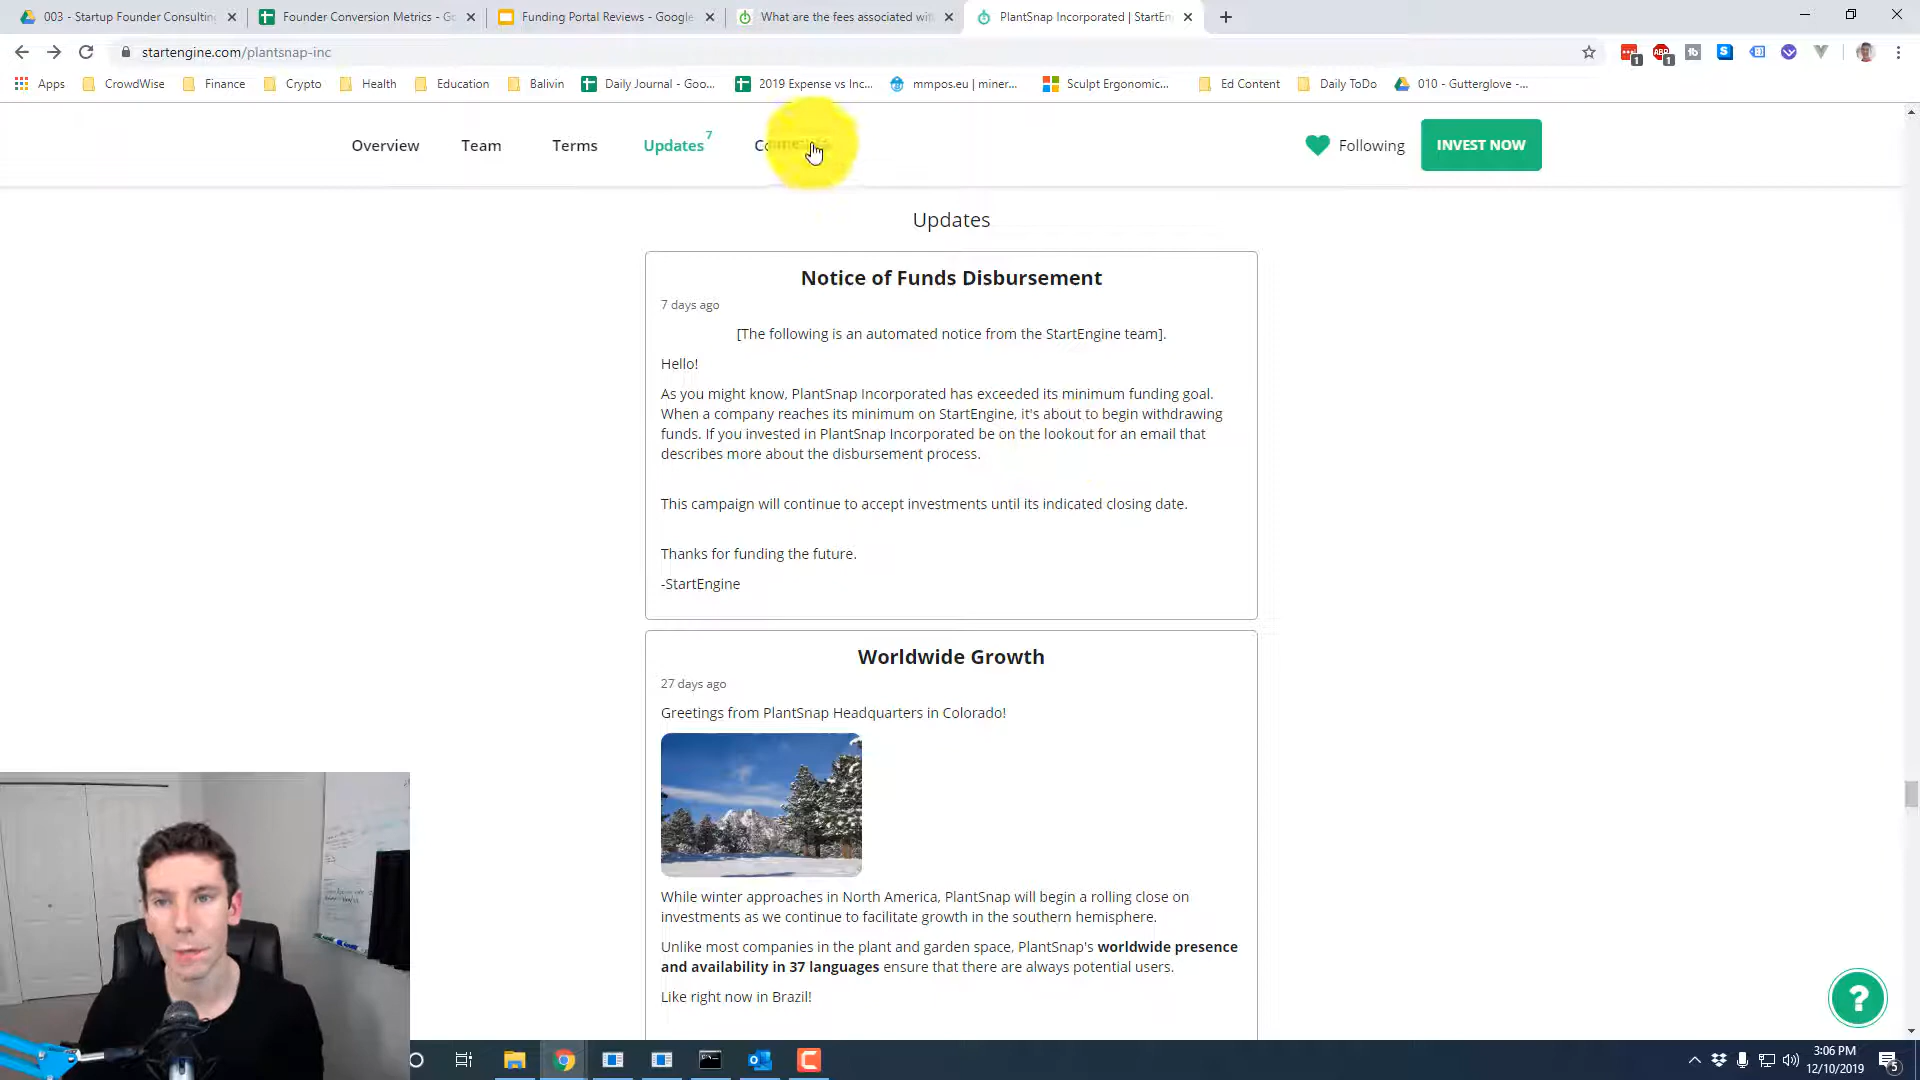 003 - Startup Founder Consultin
Founder Conversion Metrics - Go
Funding Portal Reviews - Google
What are the fees associated wit
PlantSnap Incorporated | StartEn
startengine.com/plantsnap-inc
Apps
CrowdWise
Finance
Crypto
Health
Education
Balivin
Daily Journal - Goo...
2019 Expense vs Inc...
mmpos.eu | miner...
Sculpt Ergonomic...
Ed Content
Daily ToDo
010 - Gutterglove -...
Overview
Team
Terms
Updates 7
Following
INVEST NOW
Updates
Notice of Funds Disbursement
7 days ago
[The following is an automated notice from the StartEngine team].
Hello!
As you might know, PlantSnap Incorporated has exceeded its minimum funding goal.
When a company reaches its minimum on StartEngine, it's about to begin withdrawing
funds. If you invested in PlantSnap Incorporated be on the lookout for an email that
describes more about the disbursement process.
This campaign will continue to accept investments until its indicated closing date.
Thanks for funding the future.
-StartEngine
Worldwide Growth
27 days ago
Greetings from PlantSnap Headquarters in Colorado!
While winter approaches in North America, PlantSnap will begin a rolling close on
investments as we continue to facilitate growth in the southern hemisphere.
Unlike most companies in the plant and garden space, PlantSnap's worldwide presence
and availability in 37 languages ensure that there are always potential users.
Like right now in Brazil!
?
3:06 PM
12/10/2019
5